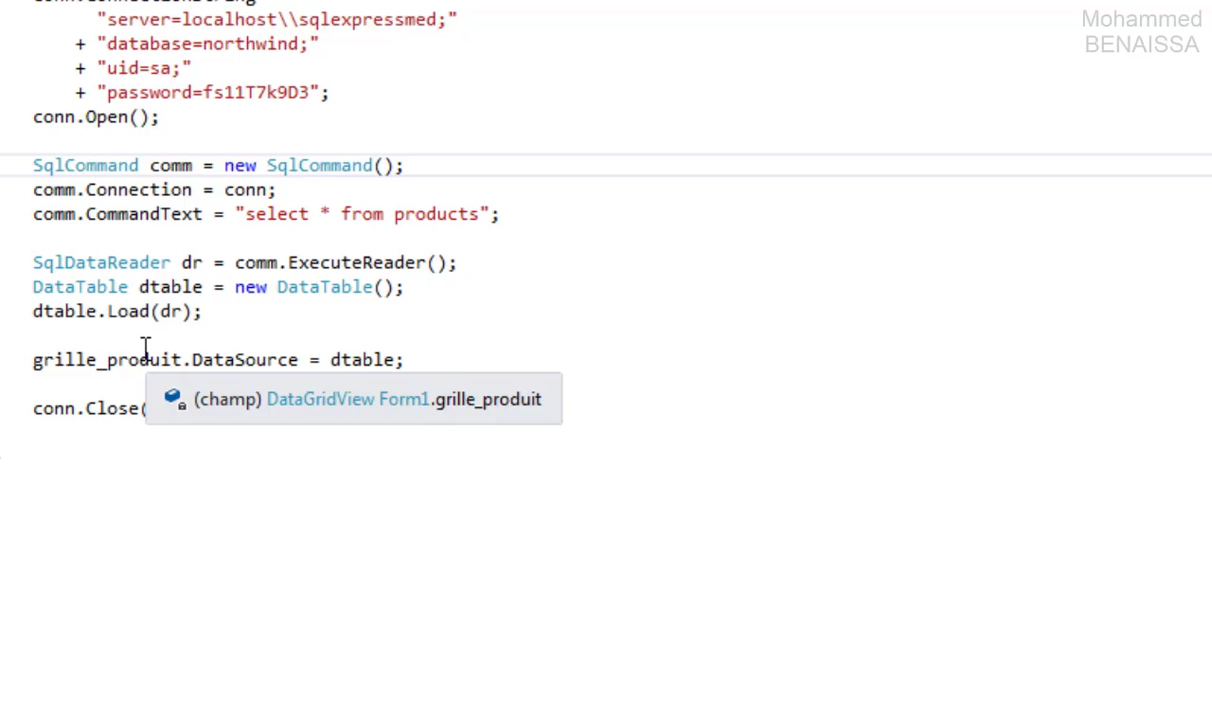 Mohammed
BENAISSA
"server=localhost\\sqlexpressmed;"
+ "database=northwind;"
+ "uid=sa;"
+ "password=fs11T7k9D3";
conn.Open();
SqlCommand comm = new SqlCommand();
comm.Connection = conn;
comm.CommandText = "select * from products";
SqlDataReader dr = comm.ExecuteReader();
DataTable dtable = new DataTable();
dtable.Load(dr);
grille_produit.DataSource = dtable;
(champ) DataGridView Form1.grille_produit
conn.Close(